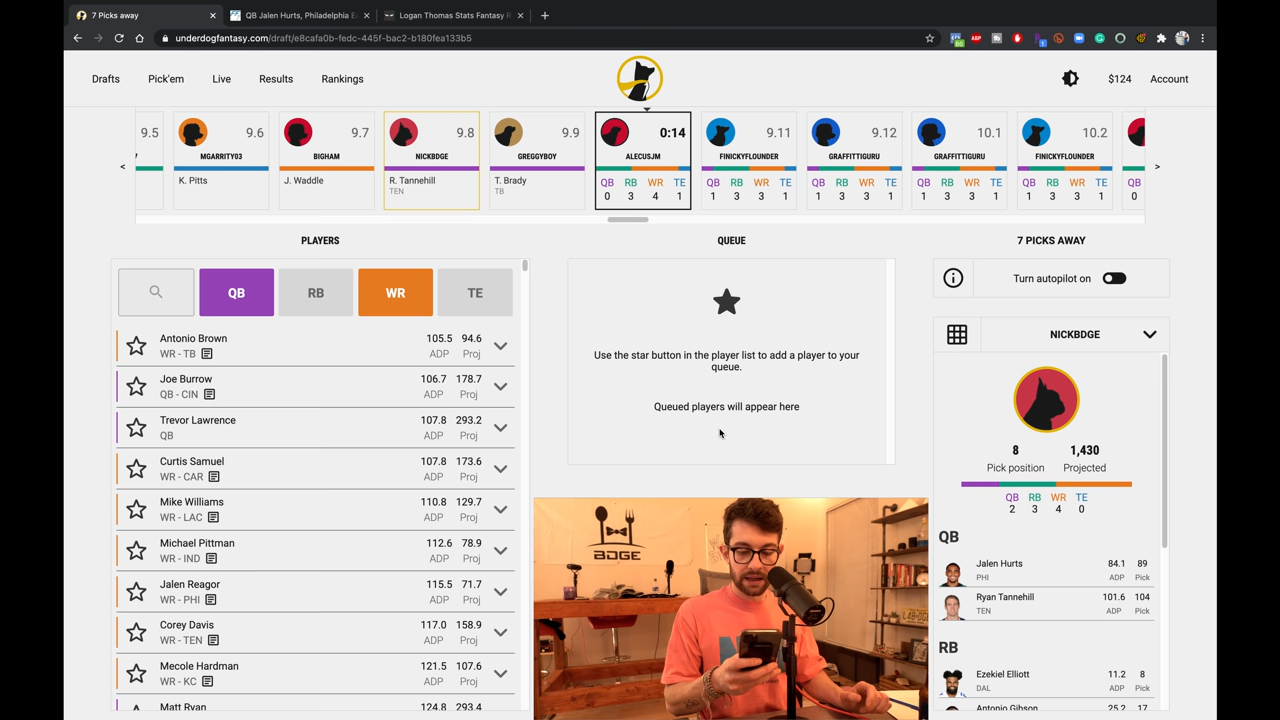 7 Picks away
QB Jalen Hurts, Philadelphia E
Logan Thomas Stats Fantasy
underdogfantasy.com/draft/e8cafa0b-fedc-445f-bac2-b180fea133b5
Drafts
Pick'em
Live
Results
Rankings
$124
Account
<
9.5
9.6
MGARRITY03
K. Pitts
9.7
BIGHAM
J. Waddle
9.8
NICKBDGE
R. Tannehill
TEN
9.9
GREGGYBOY
T. Brady
TB
0:14
ALECUSJM
QB RB WR TE
0 3 4 1
9.11
FINICKYFLOUNDER
QB RB WR TE
1 3 3 1
9.12
GRAFFITIGURU
QB RB WR TE
1 3 3 1
10.1
GRAFFITIGURU
QB RB WR TE
1 3 3 1
10.2
FINICKYFLOUNDER
QB RB WR TE
1 3 3 1
QB
0
>
PLAYERS
QB
RB
WR
TE
Antonio Brown 105.5 94.6
WR - TB ADP Proj
Joe Burrow 106.7 178.7
QB - CIN ADP Proj
Trevor Lawrence 107.8 293.2
QB ADP Proj
Curtis Samuel 107.8 173.6
WR - CAR ADP Proj
Mike Williams 110.8 129.7
WR - LAC ADP Proj
Michael Pittman 112.6 78.9
WR - IND ADP Proj
Jalen Reagor 115.5 71.7
WR - PHI ADP Proj
Corey Davis 117.0 158.9
WR - TEN ADP Proj
Mecole Hardman 121.5 107.6
WR - KC ADP Proj
Matt Ryan 124.8 293.4
QUEUE
Use the star button in the player list to add a player to your
queue.
Queued players will appear here
BDGE
7 PICKS AWAY
Turn autopilot on
NICKBDGE
8 1,430
Pick position Projected
QB RB WR TE
2 3 4 0
QB
Jalen Hurts 84.1 89
PHI ADP Pick
Ryan Tannehill 101.6 104
TEN ADP Pick
RB
Ezekiel Elliott 11.2 8
DAL ADP Pick
Antonio Gibson 25.2 17